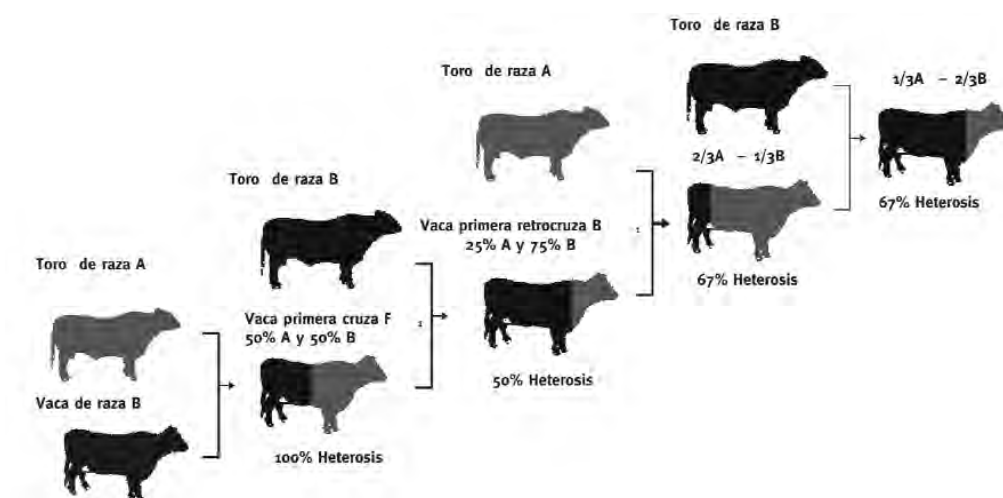 Toro de raza A
Vaca de raza B
Toro de raza B
Vaca primera cruza F
50% A y 50% B
100% Heterosis
Toro de raza A
Vaca primera retrocruza B
25% A y 75% B
50% Heterosis
Toro de raza B
2/3A – 1/3B
67% Heterosis
1/3A – 2/3B
67% Heterosis